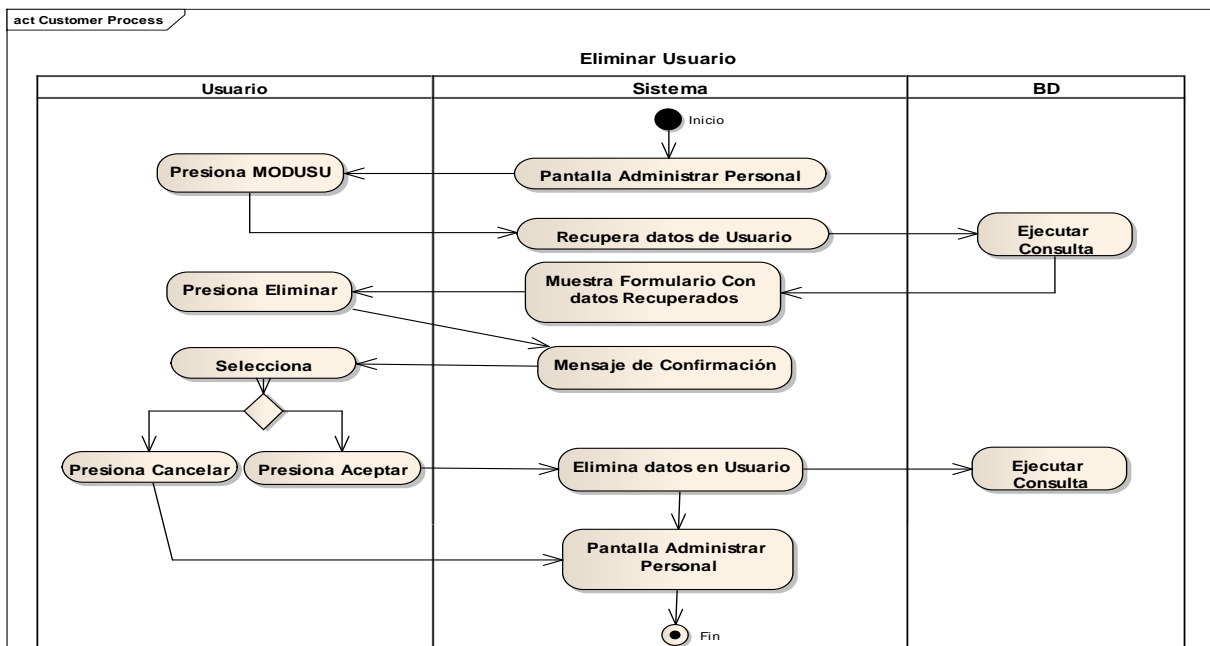 act Customer Process
Eliminar Usuario
Usuario
Sistema
BD
Inicio
Presiona MODUSU
Pantalla Administrar Personal
Recupera datos de Usuario
Ejecutar
Consulta
Presiona Eliminar
Muestra Formulario Con
datos Recuperados
Selecciona
Mensaje de Confirmación
Presiona Cancelar
Presiona Aceptar
Elimina datos en Usuario
Ejecutar
Consulta
Pantalla Administrar
Personal
Fin